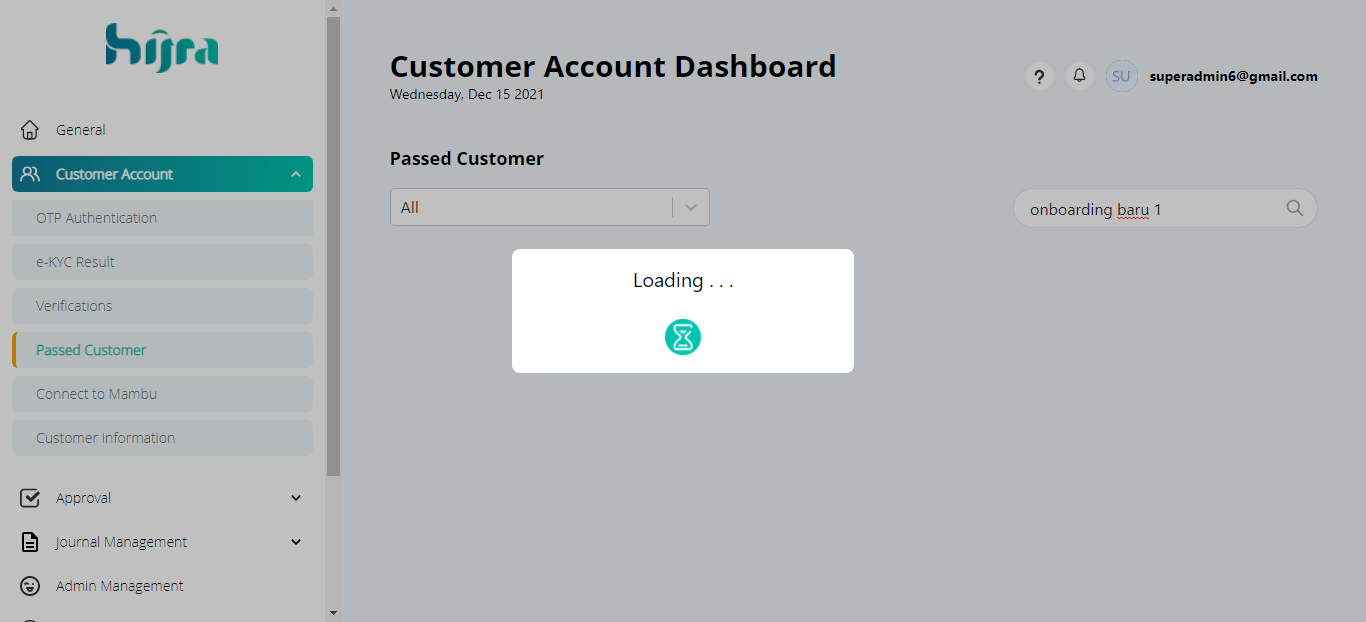 hijra
General
Customer Account
OTP Authentication
e-KYC Result
Verifications
Passed Customer
Connect to Mambu
Customer Information
Approval
Journal Management
Admin Management
Customer Account Dashboard
Wednesday, Dec 15 2021
?
SU
superadmin6@gmail.com
Passed Customer
All
onboarding baru 1
Loading . . .